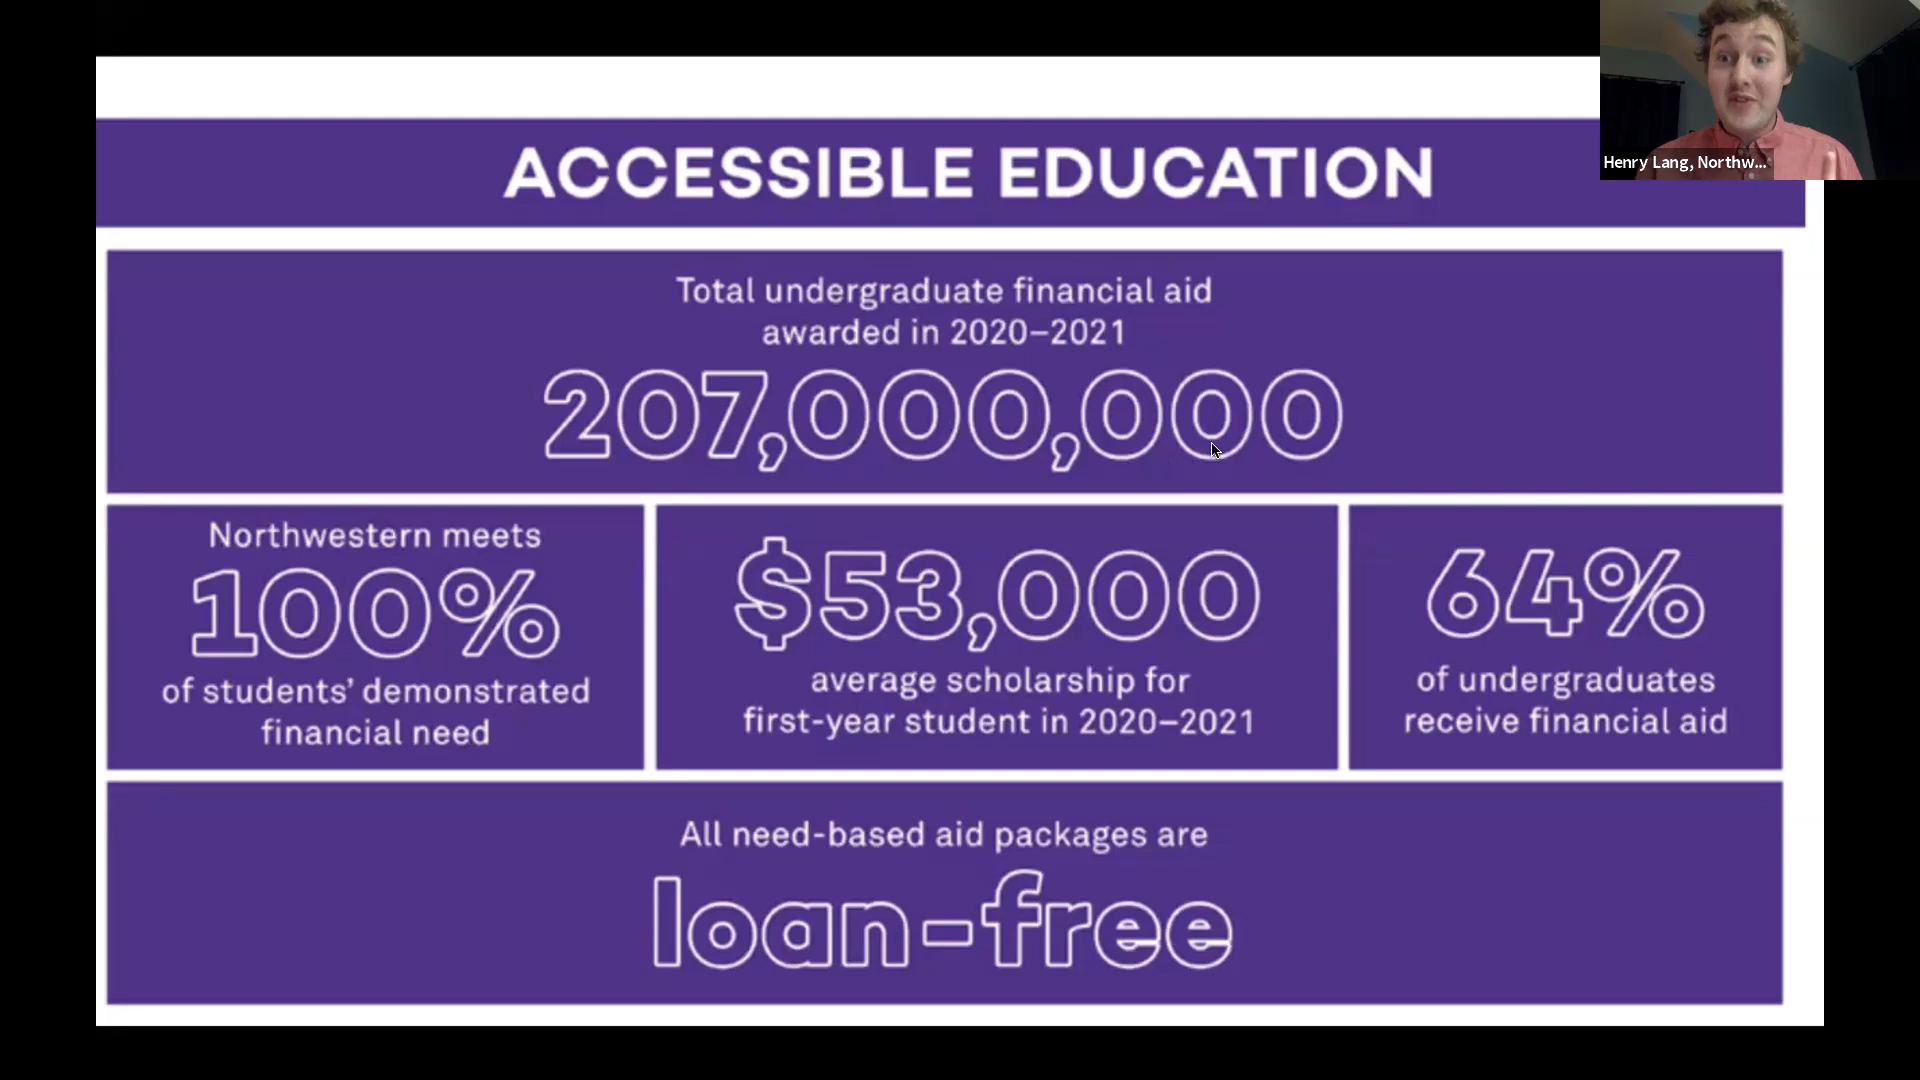 ACCESSIBLE EDUCATION
Henry Lang, Northw...
Total undergraduate financial aid
awarded in 2020–2021
207,000,000
Northwestern meets
100%
of students’ demonstrated
financial need
$53,000
average scholarship for
first-year student in 2020–2021
64%
of undergraduates
receive financial aid
All need-based aid packages are
loan-free